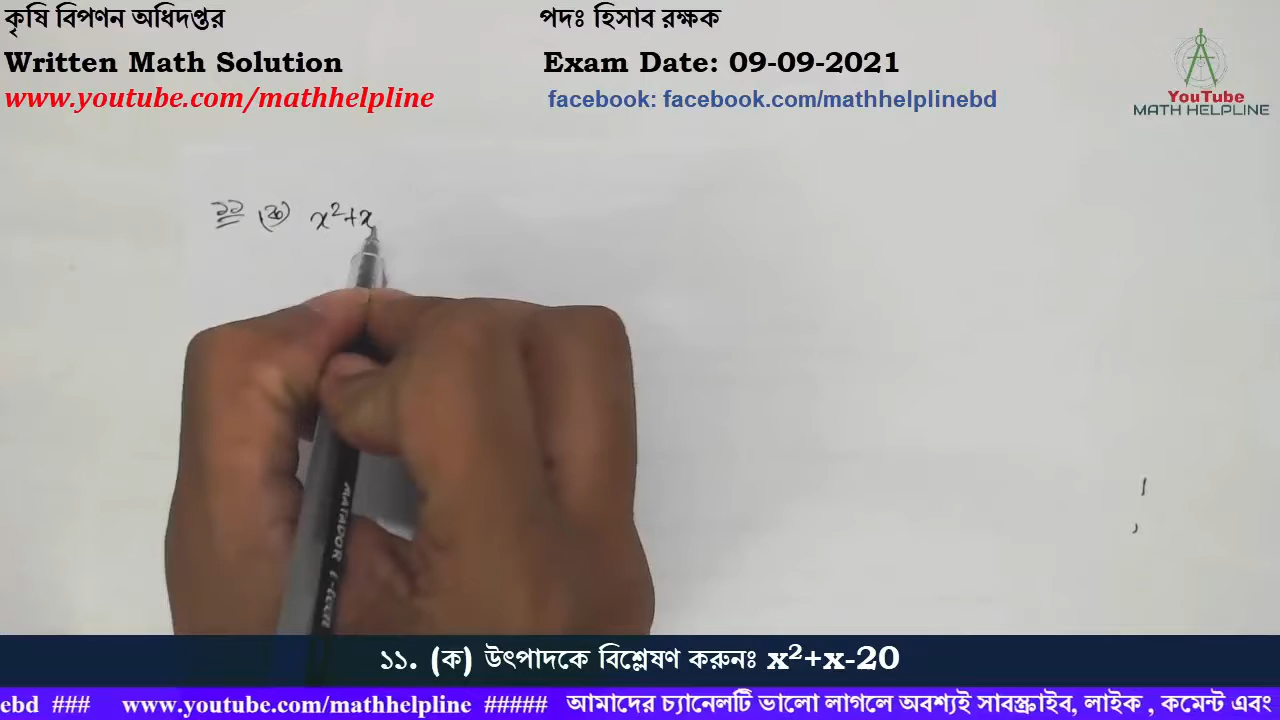 কৃষি বিপণন অধিদপ্তর
পদঃ হিসাব রক্ষক
Written Math Solution
Exam Date: 09-09-2021
www.youtube.com/mathhelpline
facebook: facebook.com/mathhelplinebd
YouTube
MATH HELPLINE
১১ (ক) x²+x
MATADOR i-teen
১১. (ক) উৎপাদকে বিশ্লেষণ করুনঃ x²+x-20
ebd ### www.youtube.com/mathhelpline ##### আমাদের চ্যানেলটি ভালো লাগলে অবশ্যই সাবস্ক্রাইব, লাইক , কমেন্ট এবং